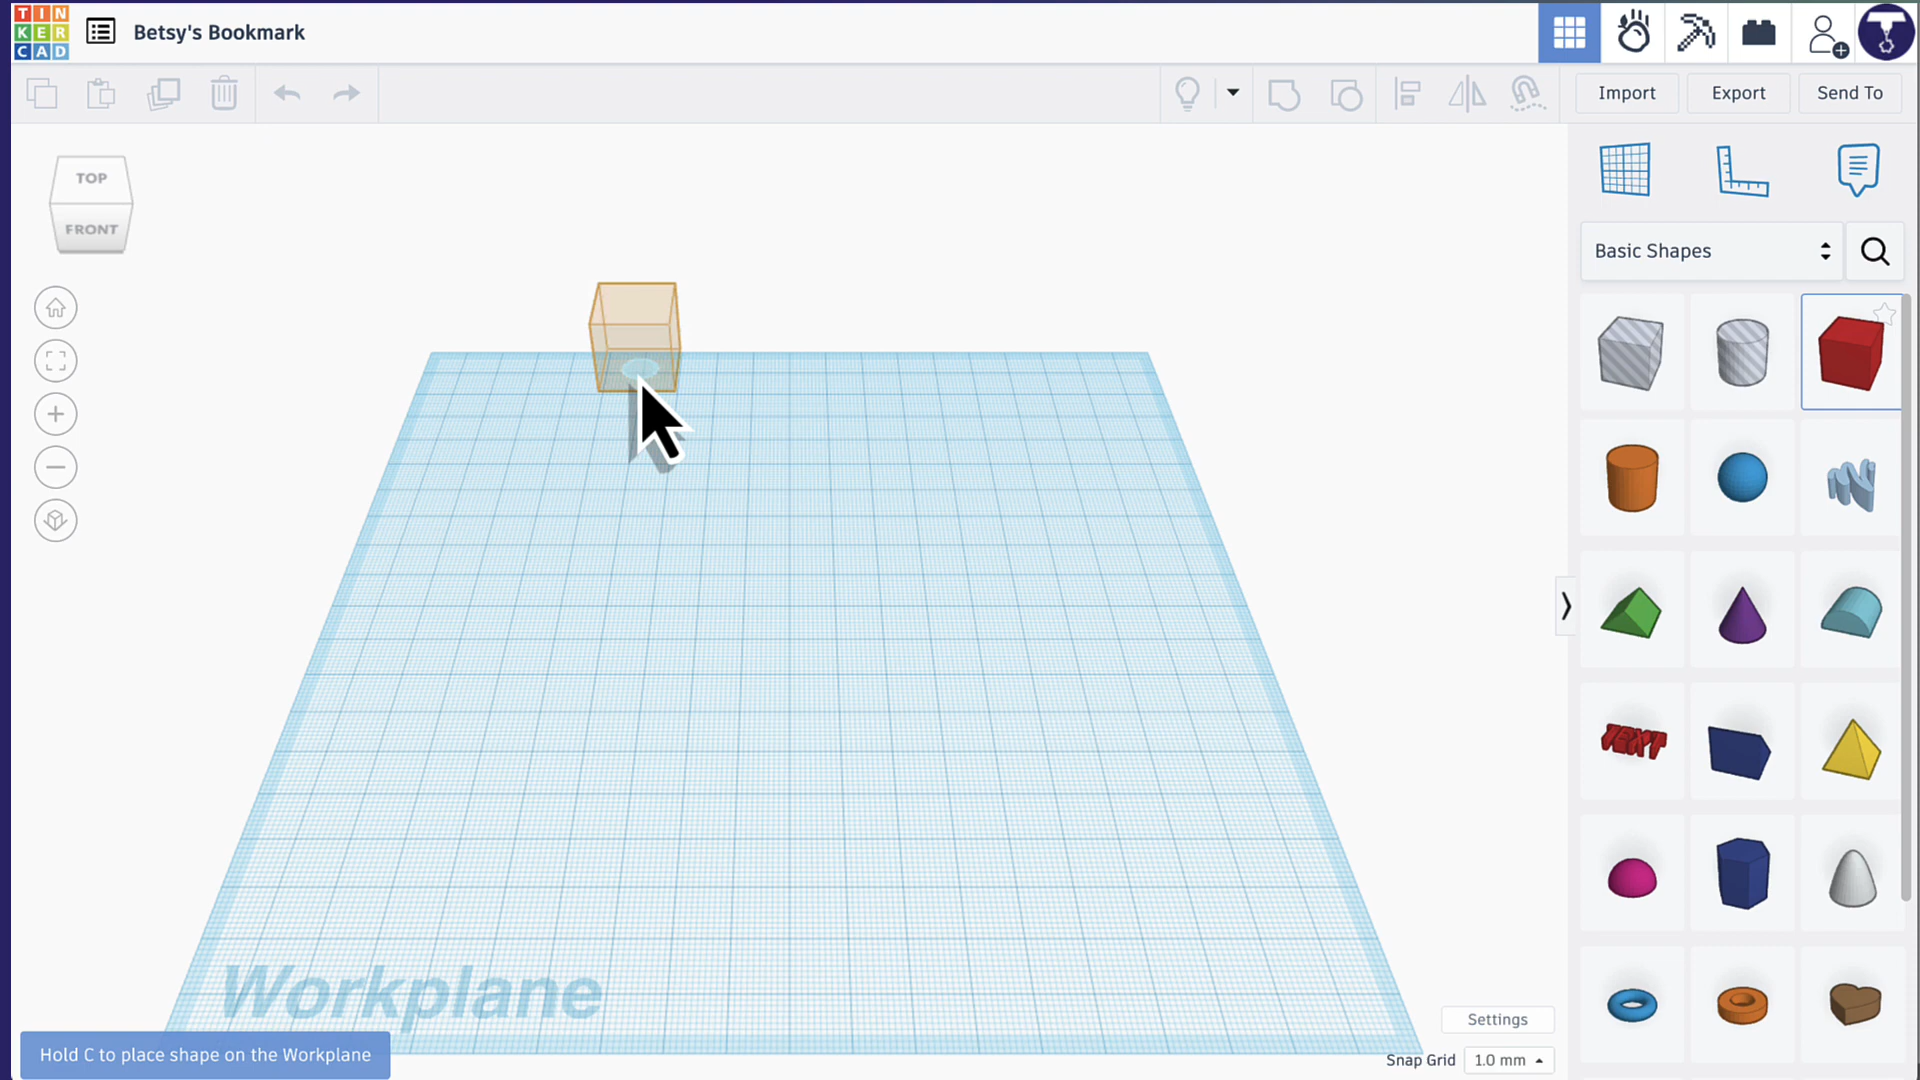 TIN
KER
CAD
Betsy's Bookmark
Import
Export
Send To
TOP
FRONT
Basic Shapes
TEXT
Workplane
Settings
Hold C to place shape on the Workplane
Snap Grid
1.0 mm